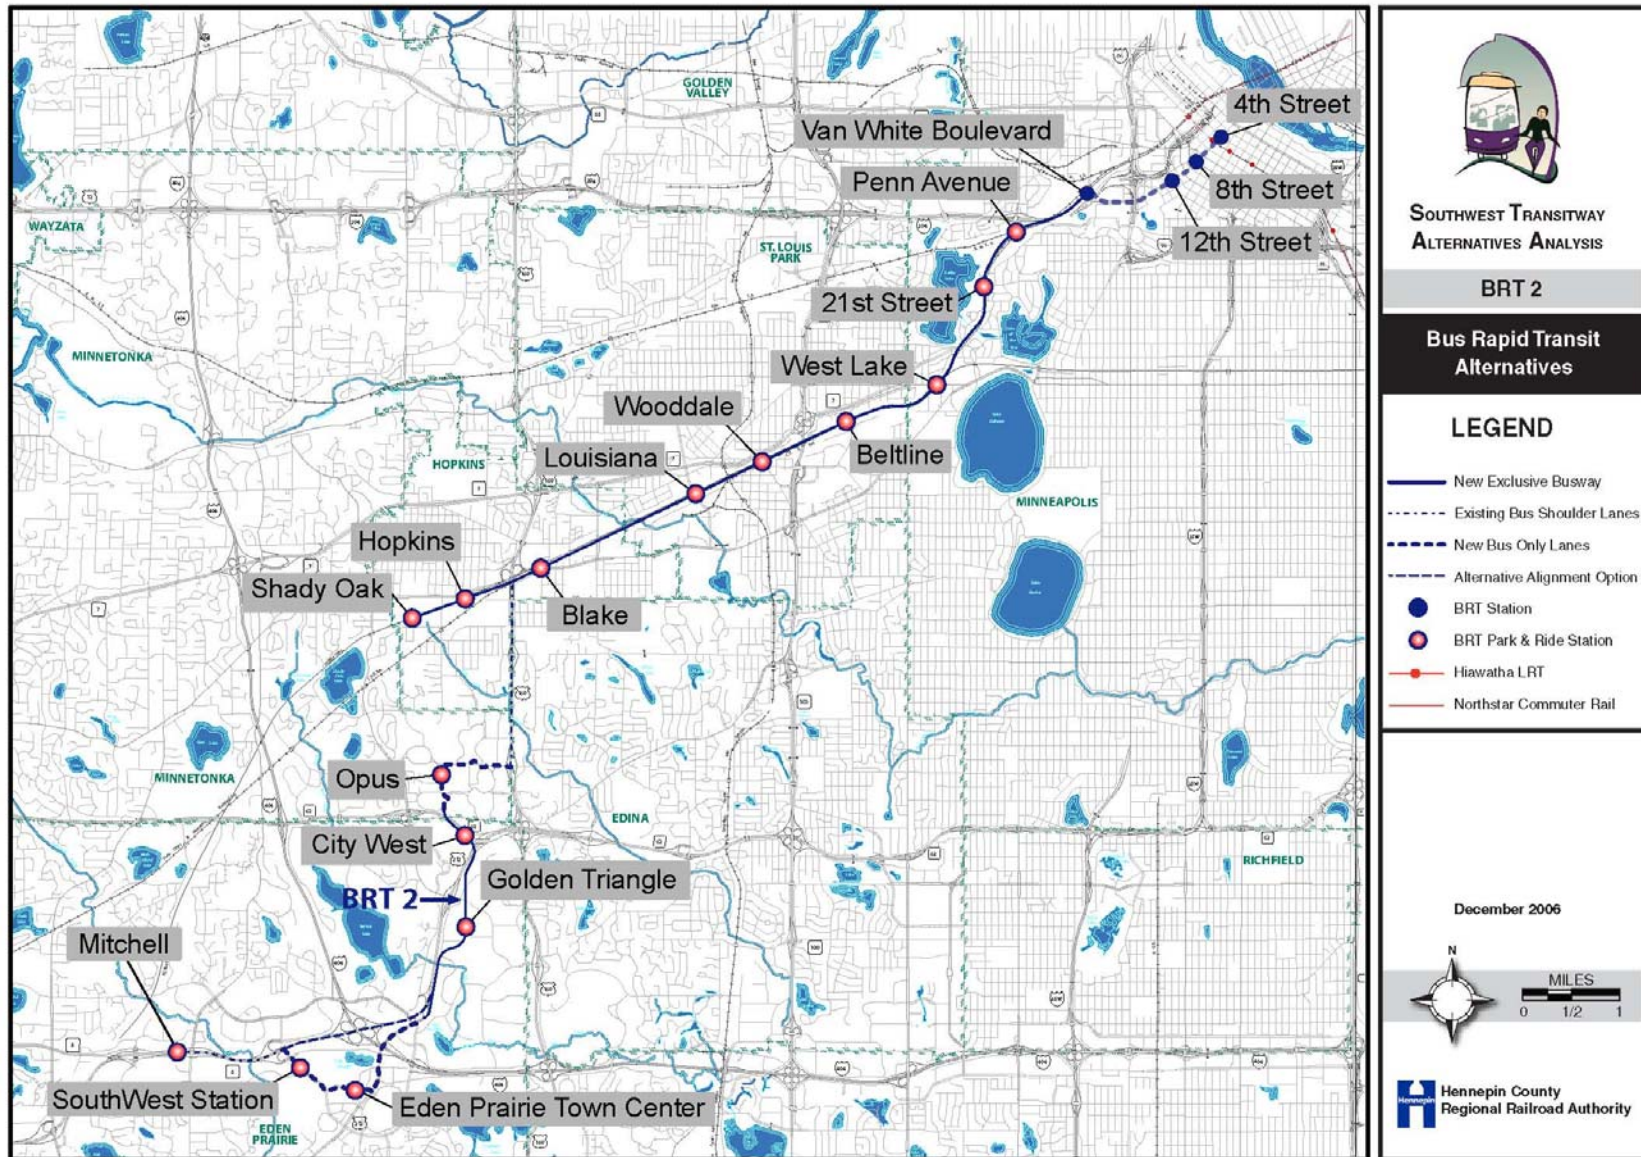 GOLDEN
VALLEY
4th Street
Van White Boulevard
Penn Avenue
8th Street
WAYZATA
ST. LOUIS
PARK
12th Street
21st Street
MINNETONKA
West Lake
Wooddale
Louisiana
Beltline
HOPKINS
MINNEAPOLIS
Hopkins
Shady Oak
Blake
Opus
MINNETONKA
EDINA
City West
RICHFIELD
Golden Triangle
BRT 2
Mitchell
SouthWest Station
Eden Prairie Town Center
EDEN
PRAIRIE
SOUTHWEST TRANSITWAY
ALTERNATIVES ANALYSIS
BRT 2
Bus Rapid Transit
Alternatives
LEGEND
New Exclusive Busway
Existing Bus Shoulder Lanes
New Bus Only Lanes
Alternative Alignment Option
BRT Station
BRT Park & Ride Station
Hiawatha LRT
Northstar Commuter Rail
December 2006
N
MILES
0 1/2 1
Hennepin
Hennepin County
Regional Railroad Authority